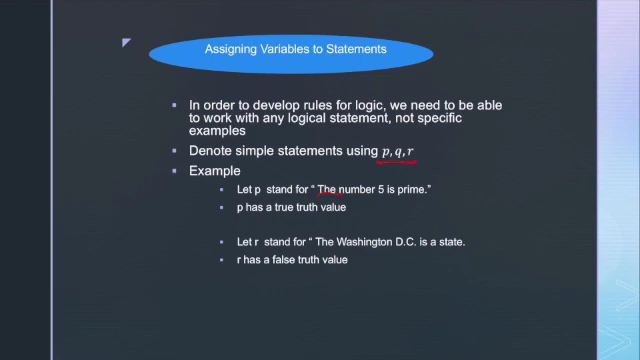 Assigning Variables to Statements
In order to develop rules for logic, we need to be able
to work with any logical statement, not specific
examples
Denote simple statements using p, q, r
Example
Let p stand for “ The number 5 is prime.”
p has a true truth value
Let r stand for “ The Washington D.C. is a state.
r has a false truth value